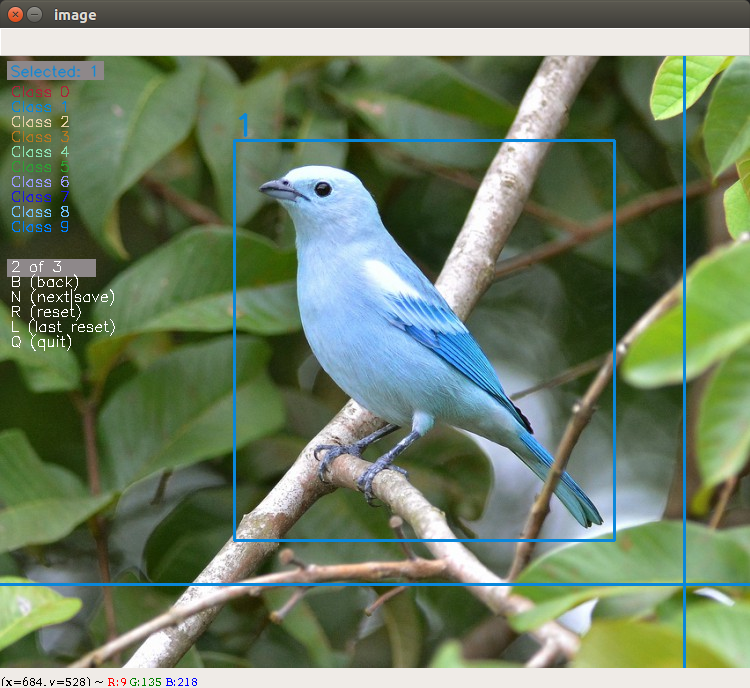 image
Selected: 1
1
Class 0
Class 1
Class 2
Class 3
Class 4
Class 5
Class 6
Class 7
Class 8
Class 9
2 of 3
B (back)
N (next|save)
R (reset)
L (last reset)
Q (quit)
(x=684, y=528) ~ R:9 G:135 B:218